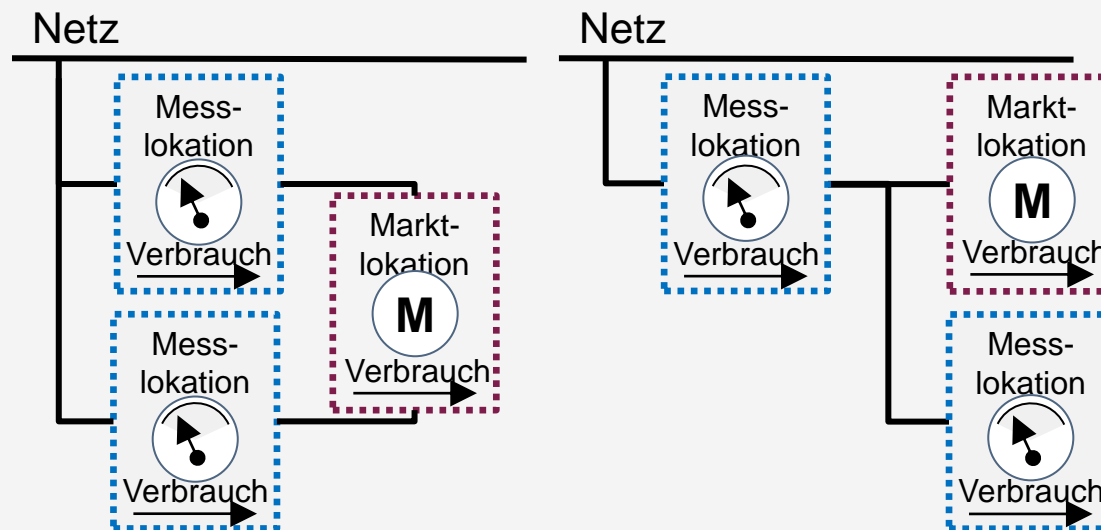 Netz
Mess-
lokation
Verbrauch
Mess-
lokation
Verbrauch
Markt-
lokation
M
Verbrauch
Netz
Mess-
lokation
Verbrauch
Markt-
lokation
M
Verbrauch
Mess-
lokation
Verbrauch